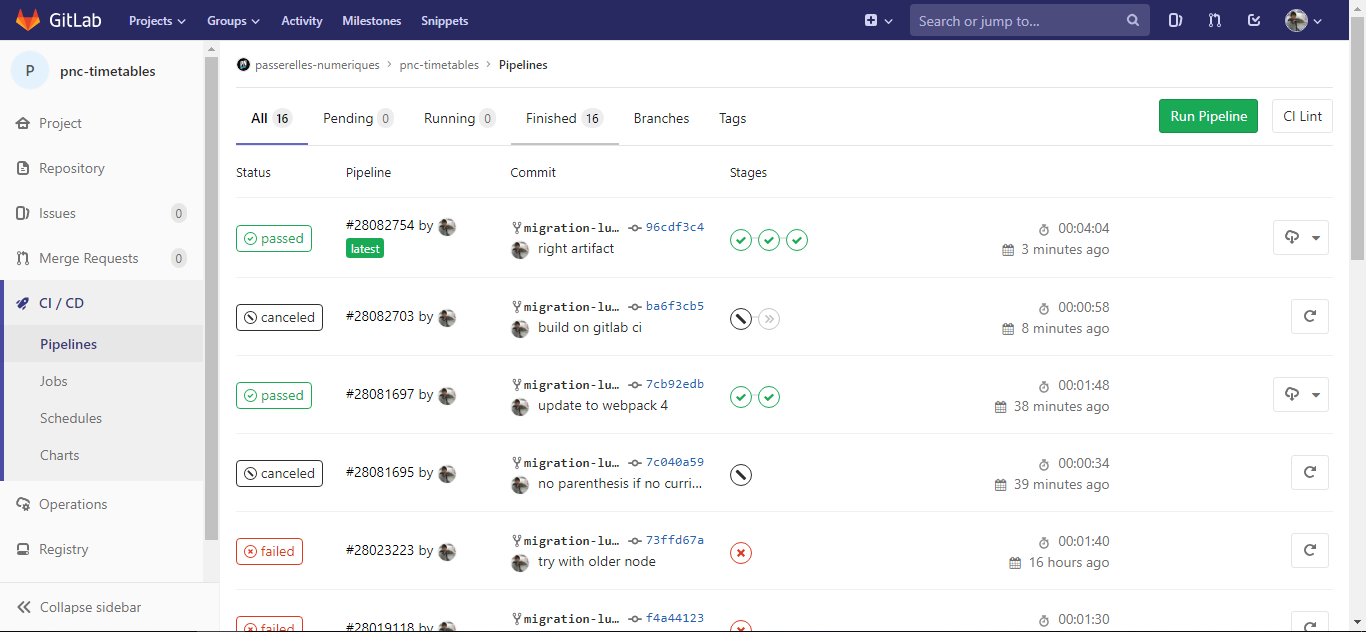 GitLab Projects Groups Activity Milestones Snippets Search or jump to...
P pnc-timetables
Project
Repository
Issues 0
Merge Requests 0
CI / CD
Pipelines
Jobs
Schedules
Charts
Operations
Registry
Collapse sidebar
passerelles-numeriques > pnc-timetables > Pipelines
All 16 Pending 0 Running 0 Finished 16 Branches Tags Run Pipeline CI Lint
Status Pipeline Commit Stages
passed #28082754 by latest migration-lu... 96cdf3c4 right artifact 00:04:04 3 minutes ago
canceled #28082703 by migration-lu... ba6f3cb5 build on gitlab ci 00:00:58 8 minutes ago
passed #28081697 by migration-lu... 7cb92edb update to webpack 4 00:01:48 38 minutes ago
canceled #28081695 by migration-lu... 7c040a59 no parenthesis if no curri... 00:00:34 39 minutes ago
failed #28023223 by migration-lu... 73ffd67a try with older node 00:01:40 16 hours ago
failed #28019118 by migration-lu... f4a44123 00:01:30